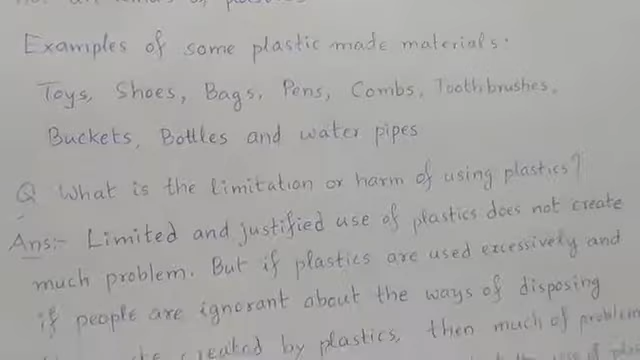 Examples of some plastic made materials.
Toys, Shoes, Bags, Pens, Combs, Toothbrushes,
Buckets, Bottles and water pipes
Q What is the limitation or harm of using plastics?
Ans:- Limited and justified use of plastics does not create
much problem. But if plastics are used excessively and
if people are ignorant about the ways of disposing
created by plastics, then much of problem